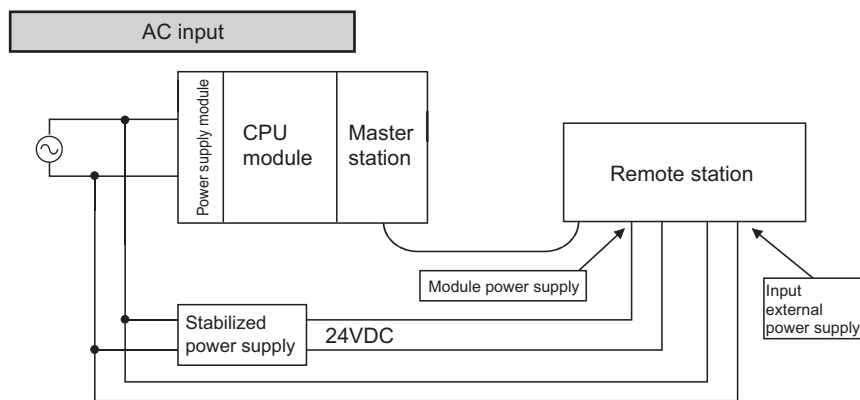 AC input
Power supply module
CPU
module
Master
station
Remote station
Module power supply
Input
external
power supply
Stabilized
power supply
24VDC